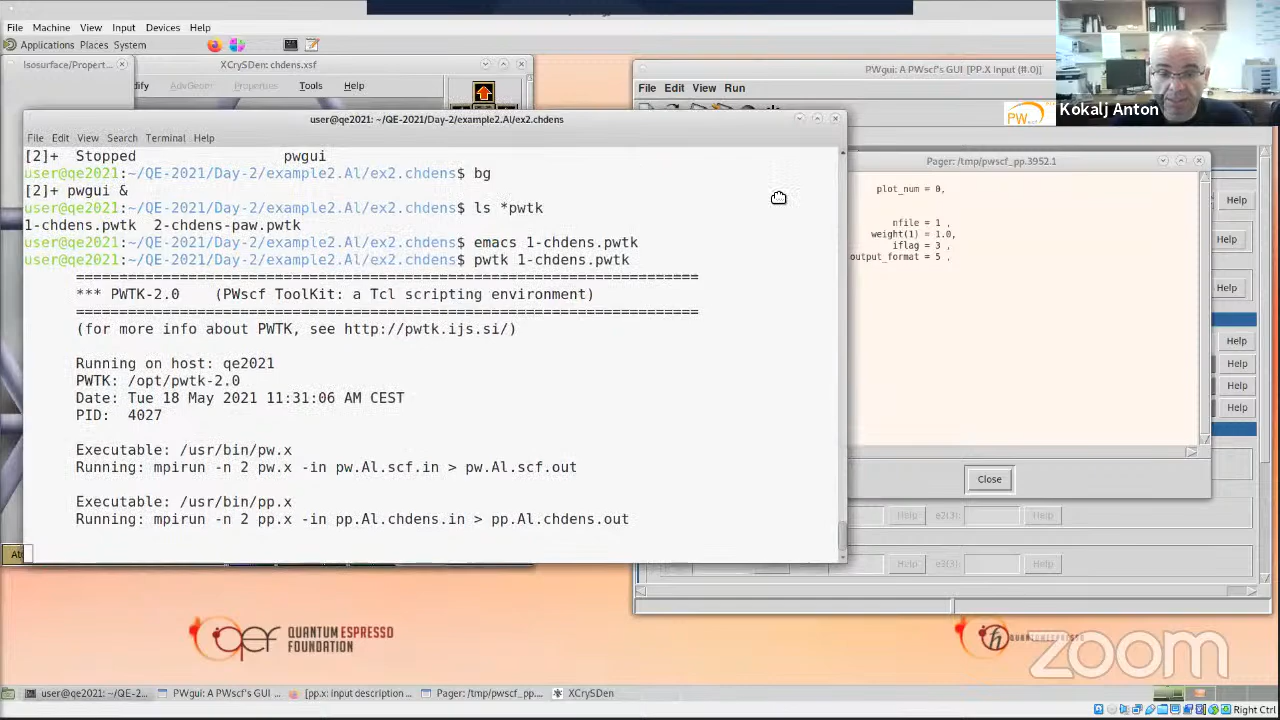 File Machine View Input Devices Help
Applications Places System
Isosurface/Propert...
XCrySDen: chdens.xsf
dify AdvGeom Properties Tools Help
PWgui: A PWscf's GUI [PP.X Input (#.0)]
File Edit View Run
Kokalj Anton
user@qe2021: ~/QE-2021/Day-2/example2.Al/ex2.chdens
File Edit View Search Terminal Help
[2]+ Stopped pwgui
user@qe2021:~/QE-2021/Day-2/example2.Al/ex2.chdens$ bg
[2]+ pwgui &
user@qe2021:~/QE-2021/Day-2/example2.Al/ex2.chdens$ ls *pwtk
1-chdens.pwtk 2-chdens-paw.pwtk
user@qe2021:~/QE-2021/Day-2/example2.Al/ex2.chdens$ emacs 1-chdens.pwtk
user@qe2021:~/QE-2021/Day-2/example2.Al/ex2.chdens$ pwtk 1-chdens.pwtk
========================================================================
*** PWTK-2.0 (PWscf ToolKit: a Tcl scripting environment)
========================================================================
(for more info about PWTK, see http://pwtk.ijs.si/)
Running on host: qe2021
PWTK: /opt/pwtk-2.0
Date: Tue 18 May 2021 11:31:06 AM CEST
PID: 4027
Executable: /usr/bin/pw.x
Running: mpirun -n 2 pw.x -in pw.Al.scf.in > pw.Al.scf.out
Executable: /usr/bin/pp.x
Running: mpirun -n 2 pp.x -in pp.Al.chdens.in > pp.Al.chdens.out
Pager: /tmp/pwscf_pp.3952.1
plot_num = 0,
nfile = 1 ,
weight(1) = 1.0,
iflag = 3 ,
output_format = 5 ,
Close
Help
Help
Help
Help
Help
Help
Help
Help e2(3): Help
Help e3(3): Help
QUANTUM ESPRESSO
FOUNDATION
zoom
user@qe2021: ~/QE-2...
PWgui: A PWscf's GUI ...
[pp.x: input description ...
Pager: /tmp/pwscf_pp....
XCrySDen
Right Ctrl